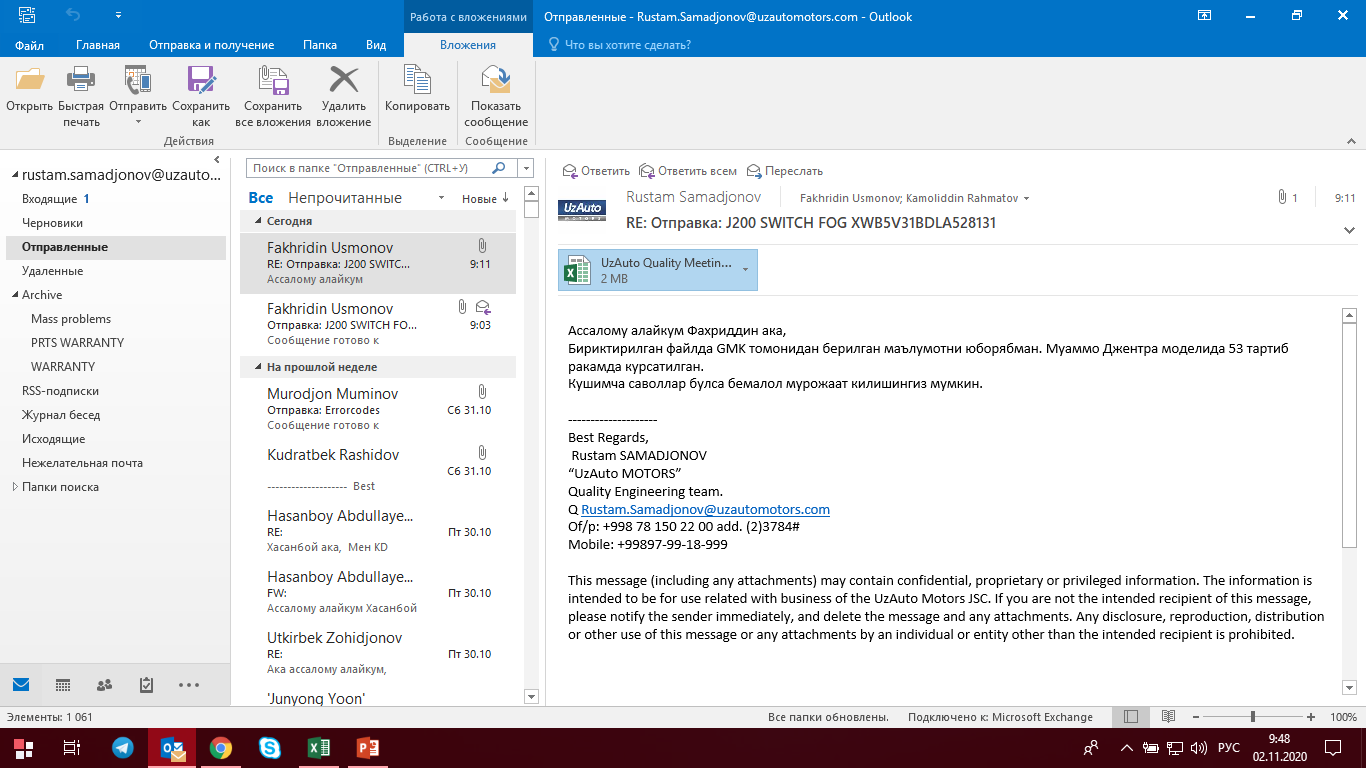 Работа с вложениями
Отправленные - Rustam.Samadjonov@uzautomotors.com - Outlook
Файл
Главная
Отправка и получение
Папка
Вид
Вложения
Что вы хотите сделать?
Открыть
Быстрая печать
Отправить
Сохранить как
Сохранить все вложения
Удалить вложение
Копировать
Показать сообщение
Действия
Выделение
Сообщение
rustam.samadjonov@uzauto...
Входящие 1
Черновики
Отправленные
Удаленные
Archive
Mass problems
PRTS WARRANTY
WARRANTY
RSS-подписки
Журнал бесед
Исходящие
Нежелательная почта
Папки поиска
Поиск в папке "Отправленные" (CTRL+У)
Все Непрочитанные Новые
Сегодня
Fakhridin Usmonov
RE: Отправка: J200 SWITC... 9:11
Ассалому алайкум
Fakhridin Usmonov
Отправка: J200 SWITCH FO... 9:03
Сообщение готово к
На прошлой неделе
Murodjon Muminov
Отправка: Errorcodes Сб 31.10
Сообщение готово к
Kudratbek Rashidov
Сб 31.10
-------------------- Best
Hasanboy Abdullaye...
RE: Пт 30.10
Хасанбой ака, Мен KD
Hasanboy Abdullaye...
FW: Пт 30.10
Ассалому алайкум Хасанбой
Utkirbek Zohidjonov
RE: Пт 30.10
Ака ассалому алайкум,
'Junyong Yoon'
Ответить Ответить всем Переслать
UzAuto
MOTORS
Rustam Samadjonov Fakhridin Usmonov; Kamoliddin Rahmatov 1 9:11
RE: Отправка: J200 SWITCH FOG XWB5V31BDLA528131
UzAuto Quality Meetin...
2 MB
Ассалому алайкум Фахриддин ака,
Бириктирилган файлда GMK томонидан берилган маълумотни юборябман. Муаммо Джентра моделида 53 тартиб
ракамда курсатилган.
Кушимча саволлар булса бемалол мурожаат килишингиз мумкин.
--------------------
Best Regards,
Rustam SAMADJONOV
“UzAuto MOTORS”
Quality Engineering team.
Q Rustam.Samadjonov@uzautomotors.com
Of/p: +998 78 150 22 00 add. (2)3784#
Mobile: +99897-99-18-999
This message (including any attachments) may contain confidential, proprietary or privileged information. The information is
intended to be for use related with business of the UzAuto Motors JSC. If you are not the intended recipient of this message,
please notify the sender immediately, and delete the message and any attachments. Any disclosure, reproduction, distribution
or other use of this message or any attachments by an individual or entity other than the intended recipient is prohibited.
Элементы: 1 061
Все папки обновлены.
Подключено к: Microsoft Exchange
100%
РУС
9:48
02.11.2020